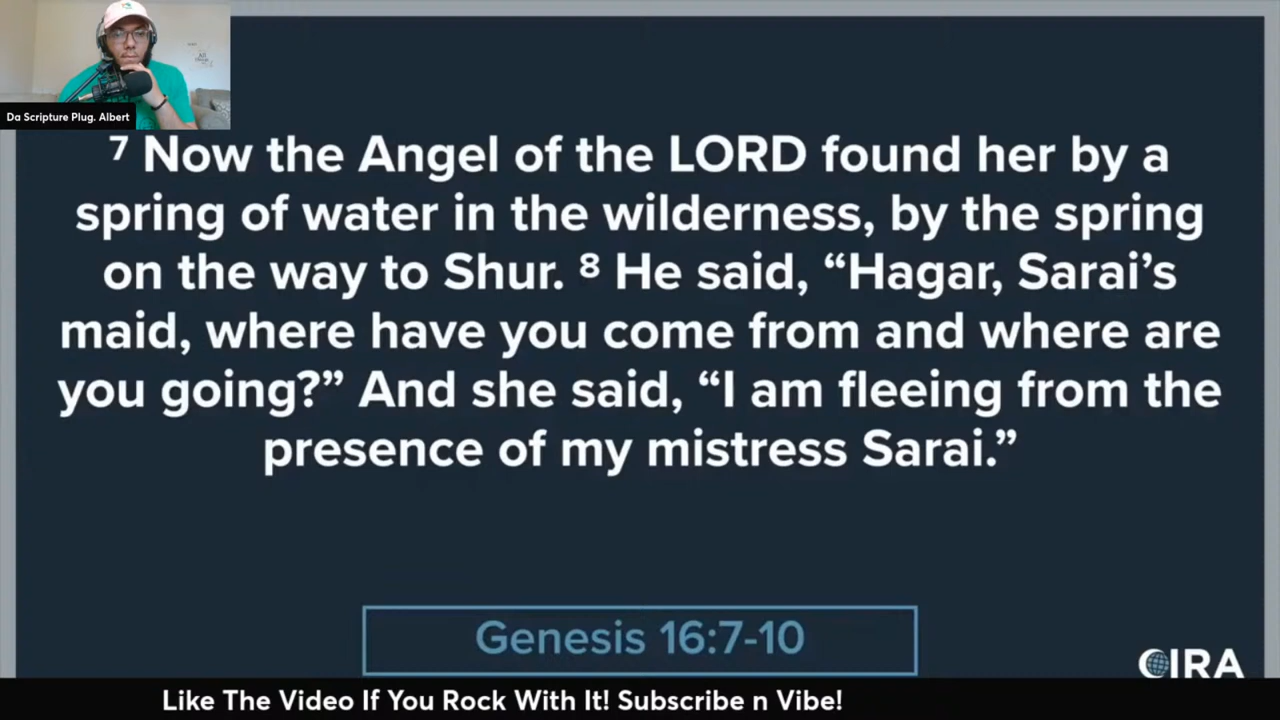 Da Scripture Plug. Albert
7 Now the Angel of the LORD found her by a
spring of water in the wilderness, by the spring
on the way to Shur. 8 He said, “Hagar, Sarai’s
maid, where have you come from and where are
you going?” And she said, “I am fleeing from the
presence of my mistress Sarai.”
Genesis 16:7-10
CIRA
Like The Video If You Rock With It! Subscribe n Vibe!